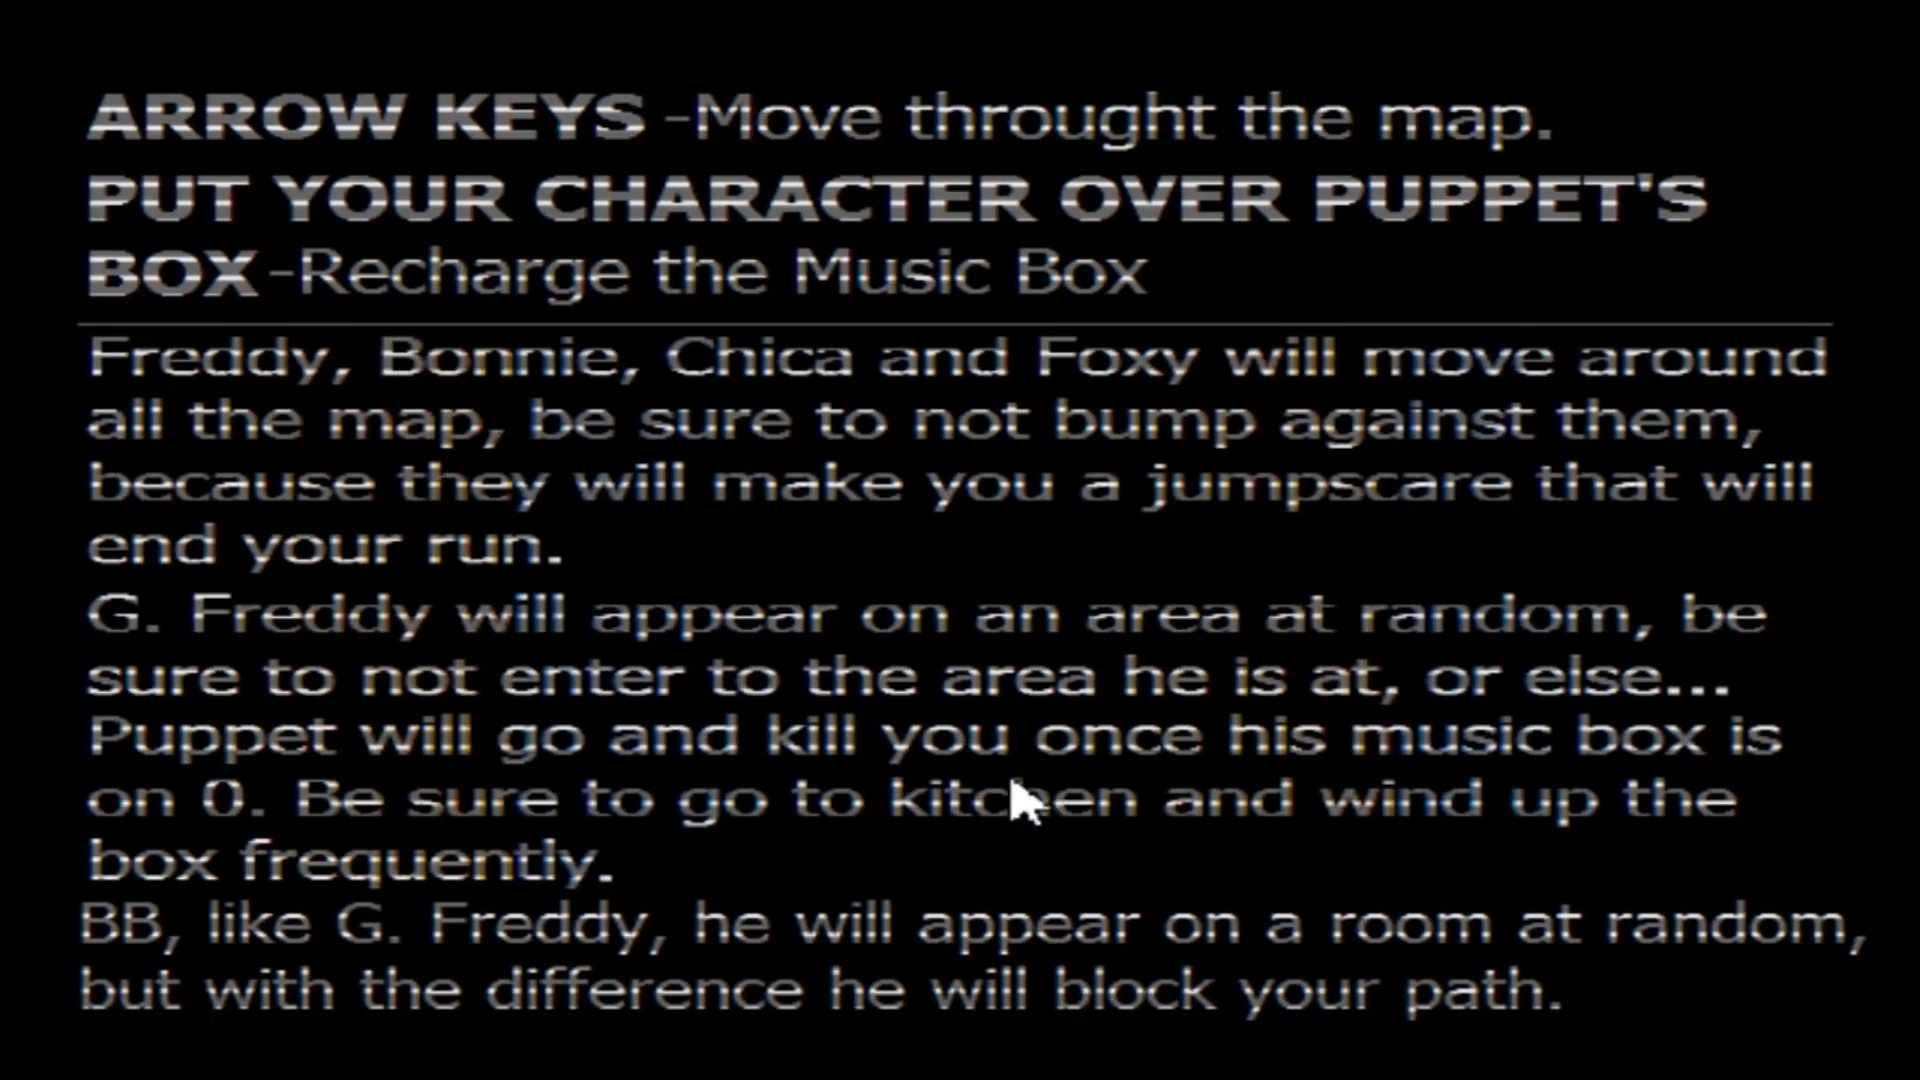 ARROW KEYS -Move throught the map.
PUT YOUR CHARACTER OVER PUPPET'S
BOX -Recharge the Music Box
Freddy, Bonnie, Chica and Foxy will move around
all the map, be sure to not bump against them,
because they will make you a jumpscare that will
end your run.
G. Freddy will appear on an area at random, be
sure to not enter to the area he is at, or else...
Puppet will go and kill you once his music box is
on 0. Be sure to go to kitchen and wind up the
box frequently.
BB, like G. Freddy, he will appear on a room at random,
but with the difference he will block your path.